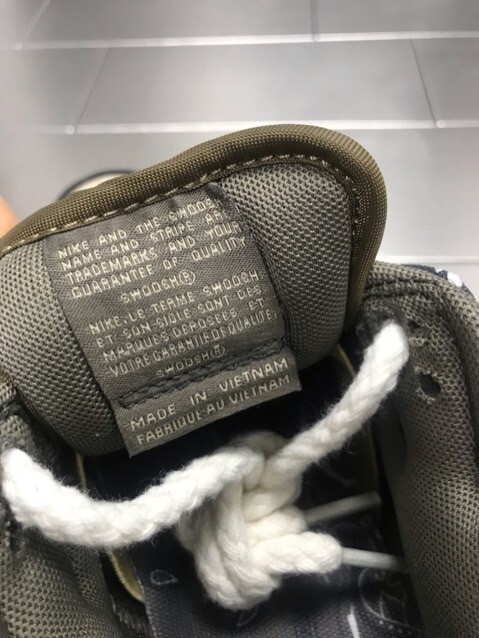 NIKE AND THE SWOOSH
NAME AND STRIPE ARE
TRADEMARKS AND YOUR
GUARANTEE OF QUALITY
SWOOSH®
NIKE, LE TERME SWOOSH
ET SON SIGLE SONT DES
MARQUES DEPOSEES ET
VOTRE GARANTIE DE QUALITE,
SWOOSH®
MADE IN VIETNAM
FABRIQUE AU VIETNAM